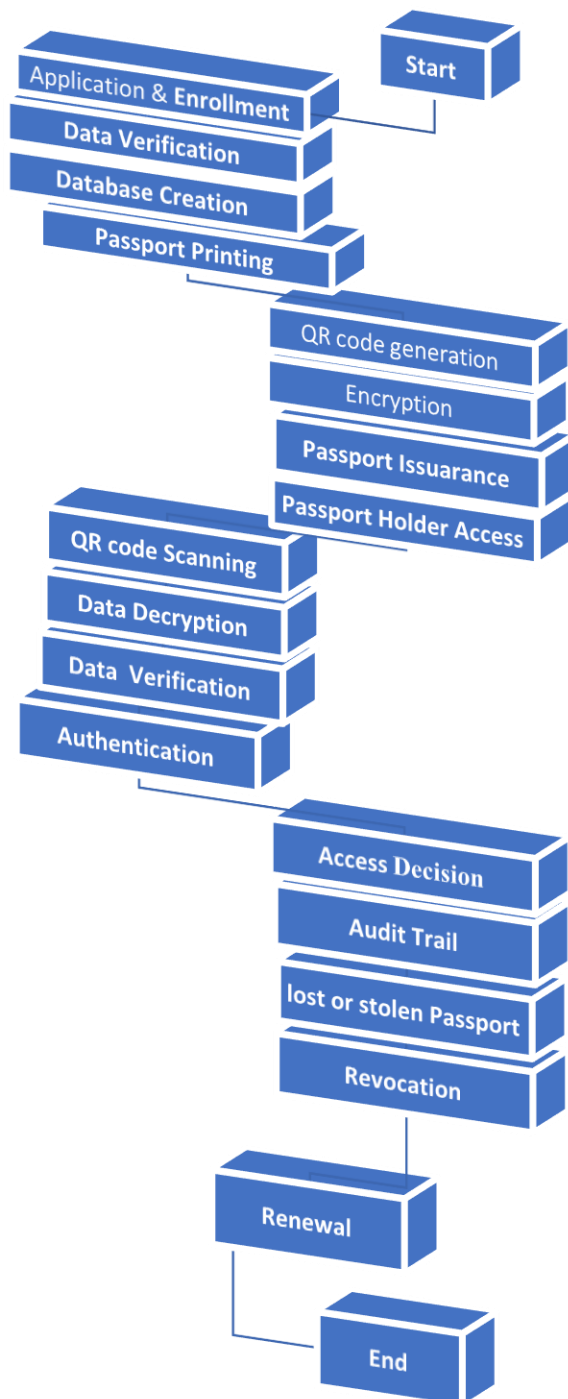 Start
Application & Enrollment
Data Verification
Database Creation
Passport Printing
QR code generation
Encryption
Passport Issuarance
Passport Holder Access
QR code Scanning
Data Decryption
Data Verification
Authentication
Access Decision
Audit Trail
lost or stolen Passport
Revocation
Renewal
End